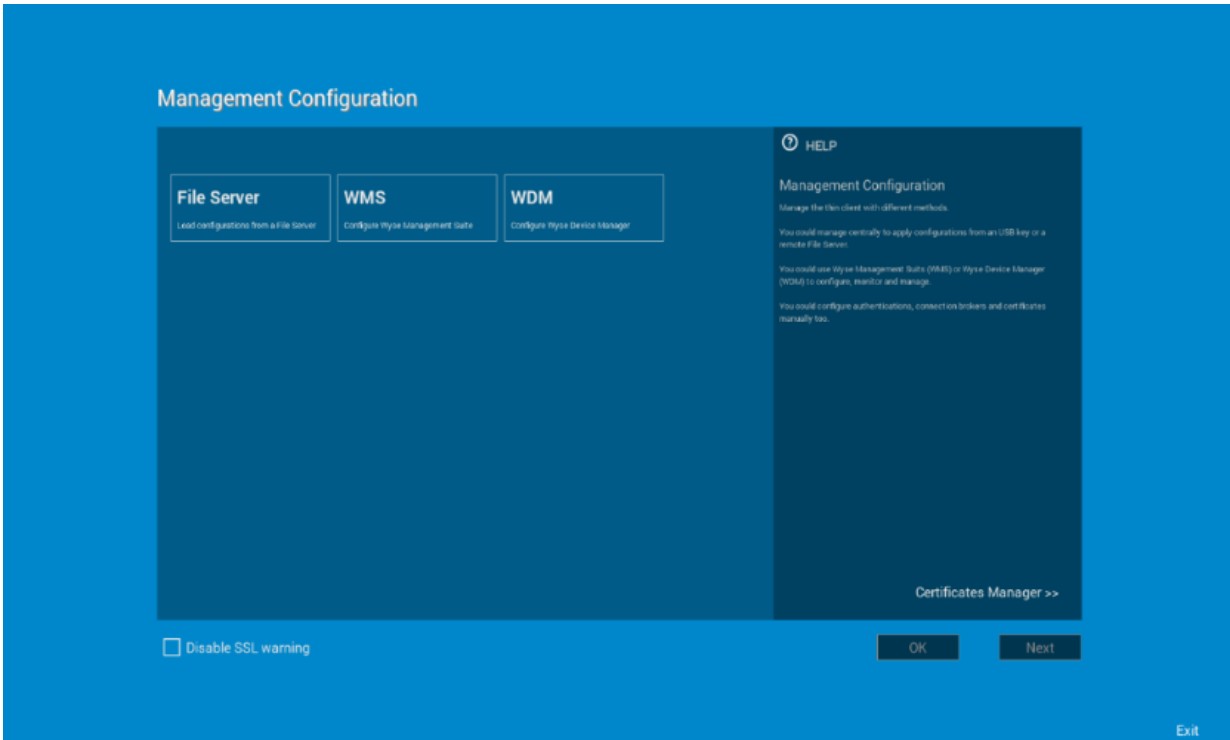 Management Configuration
File Server
WMS
WDM
Load configurations from a File Server
Configure Wyse Management Suite
Configure Wyse Device Manager
? HELP
Management Configuration
Manage the thin client with different methods.
You could manage centrally to apply configurations from an USB key or a
remote File Server.
You could use Wyse Management Suits (WMS) or Wyse Device Manager
(WDM) to configure, monitor and manage.
You could configure authentications, connection brokers and certificates
manually too.
Certificates Manager >>
Disable SSL warning
OK
Next
Exit